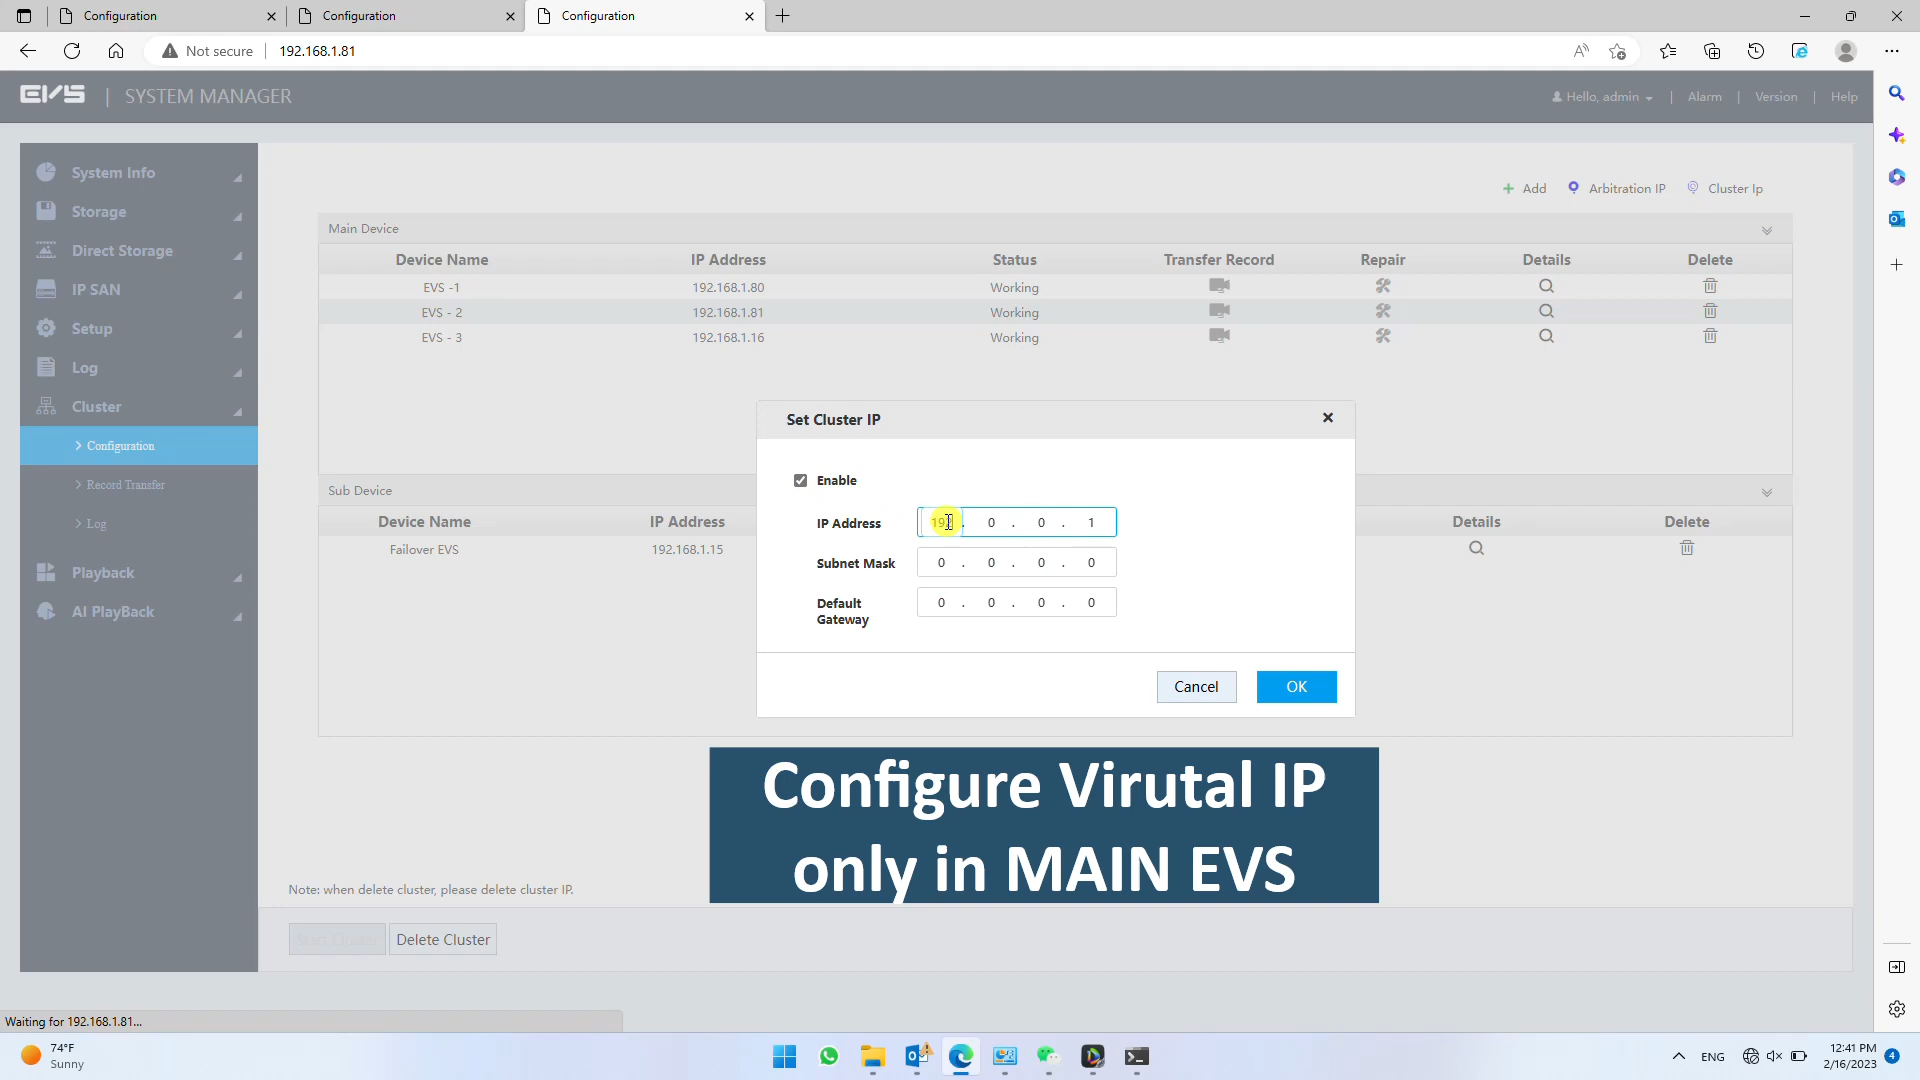 Configuration
Configuration
Configuration
Not secure
192.168.1.81
EVS | SYSTEM MANAGER
Hello, admin | Alarm | Version | Help
System Info
Storage
Direct Storage
IP SAN
Setup
Log
Cluster
Configuration
Record Transfer
Log
Playback
AI PlayBack
Add Arbitration IP Cluster Ip
Main Device
Device Name IP Address Status Transfer Record Repair Details Delete
EVS -1 192.168.1.80 Working
EVS - 2 192.168.1.81 Working
EVS - 3 192.168.1.16 Working
Sub Device
Device Name IP Address Details Delete
Failover EVS 192.168.1.15
Set Cluster IP
Enable
IP Address 192 . 0 . 0 . 1
Subnet Mask 0 . 0 . 0 . 0
Default
Gateway 0 . 0 . 0 . 0
Cancel OK
Configure Virutal IP
only in MAIN EVS
Note: when delete cluster, please delete cluster IP.
Delete Cluster
Waiting for 192.168.1.81...
74°F
Sunny
ENG
12:41 PM
2/16/2023
4